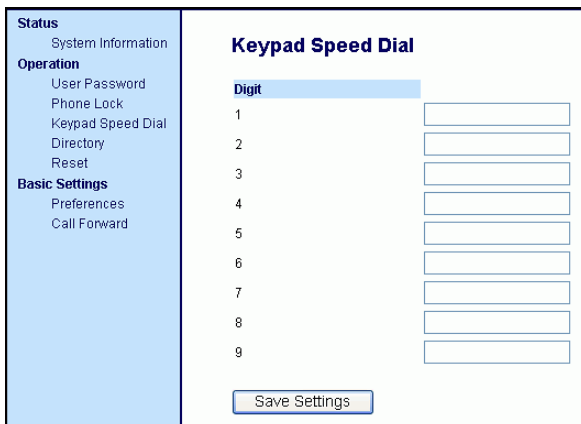 Status
System Information
Operation
User Password
Phone Lock
Keypad Speed Dial
Directory
Reset
Basic Settings
Preferences
Call Forward
Keypad Speed Dial
Digit
1
2
3
4
5
6
7
8
9
Save Settings